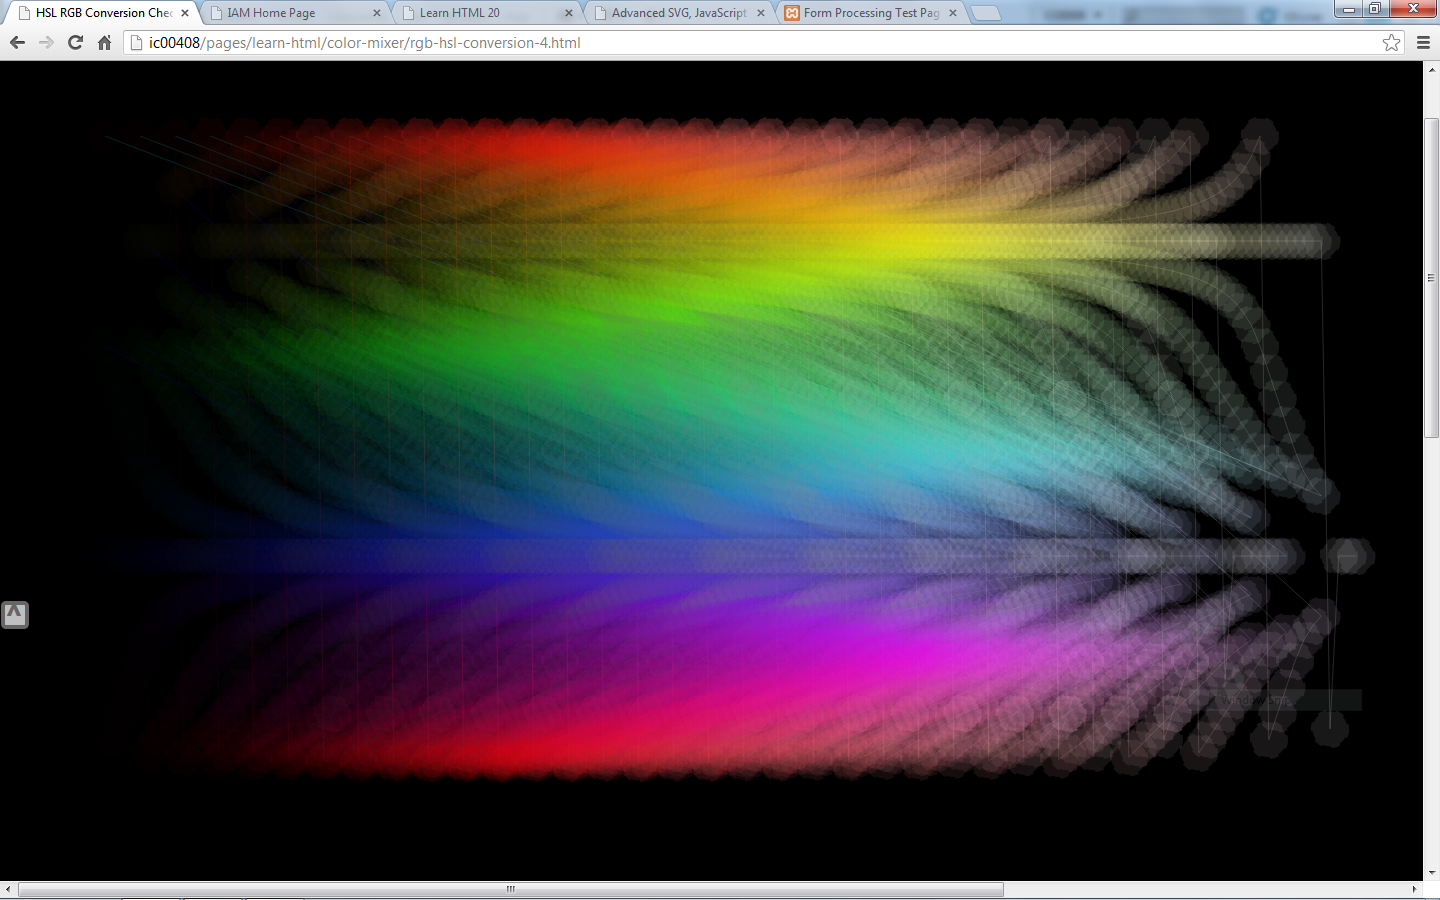 HSL RGB Conversion Chec
IAM Home Page
Learn HTML 20
Advanced SVG, JavaScript
Form Processing Test Pag
ic00408/pages/learn-html/color-mixer/rgb-hsl-conversion-4.html